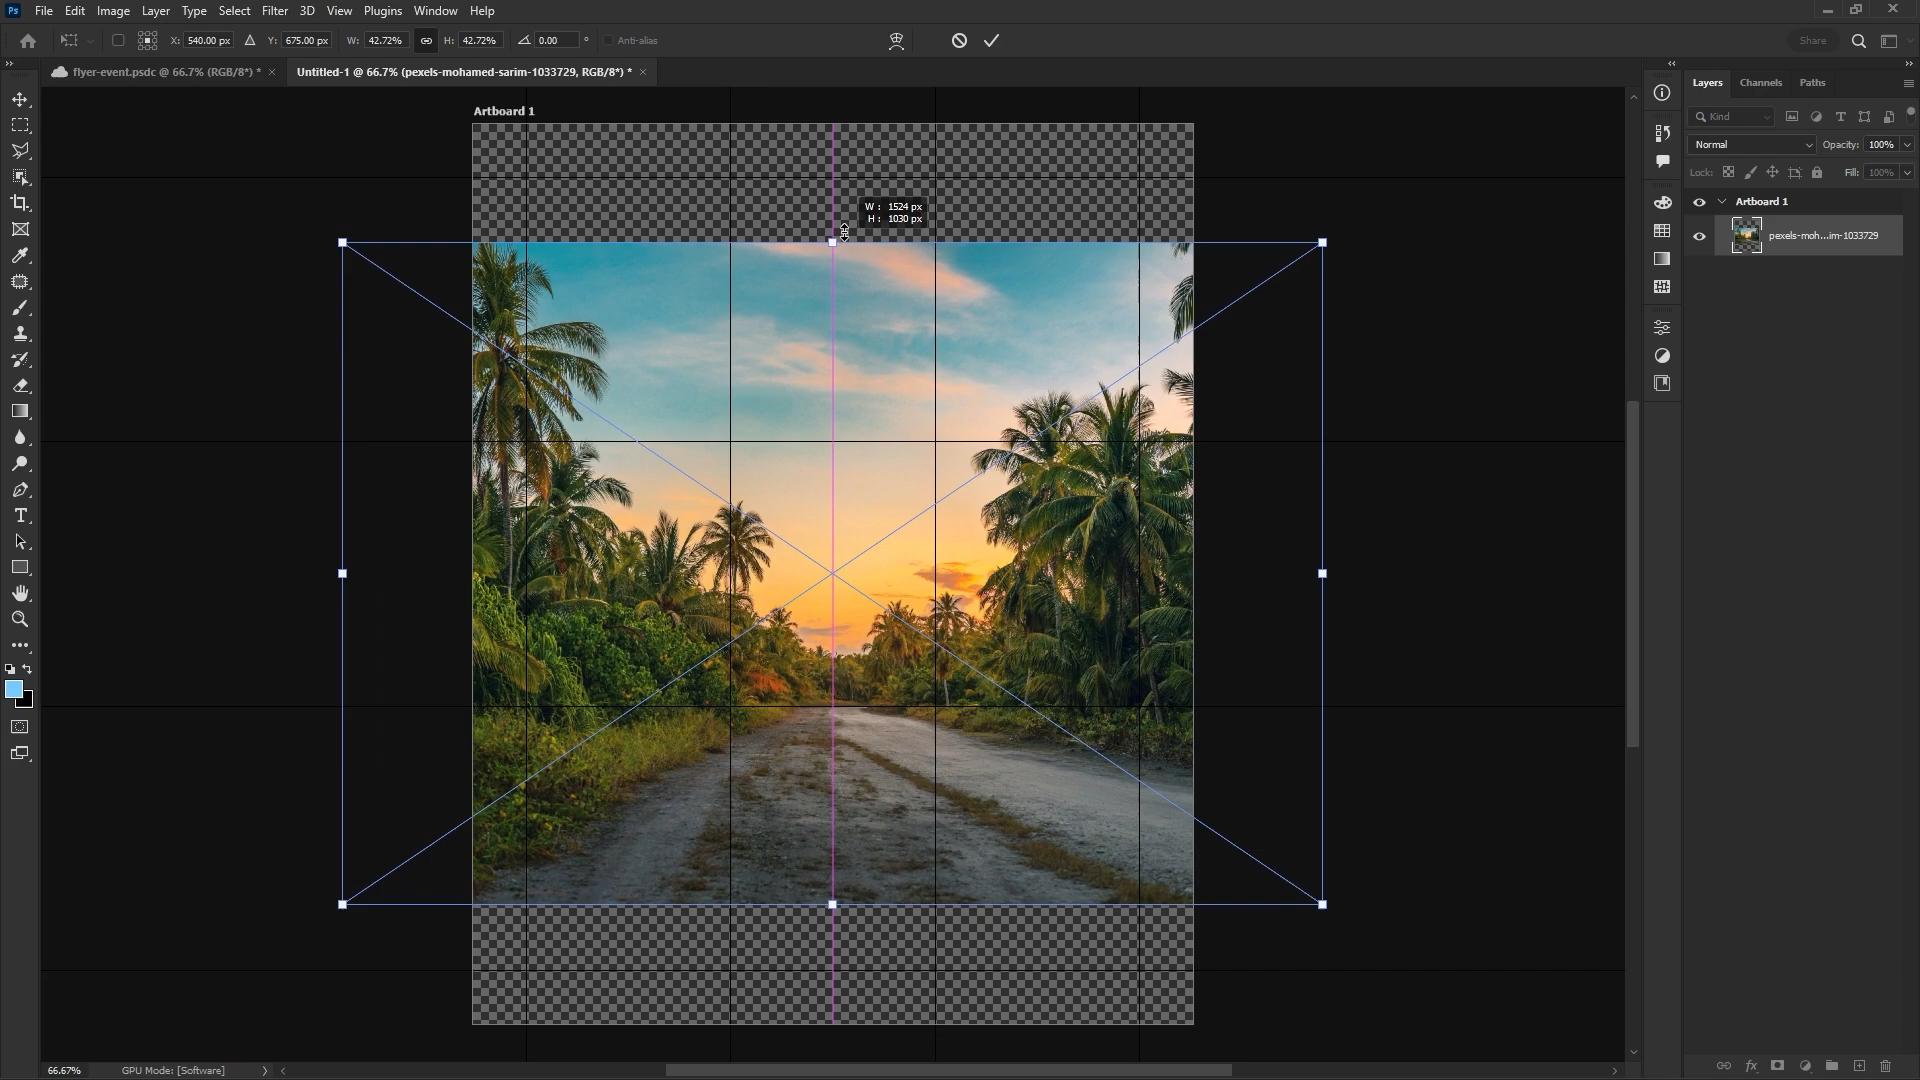 Ps File Edit Image Layer Type Select Filter 3D View Plugins Window Help
X: 540.00 px Y: 675.00 px W: 42.72% H: 42.72% 0.00 ° Anti-alias Share
flyer-event.psdc @ 66.7% (RGB/8*) * × Untitled-1 @ 66.7% (pexels-mohamed-sarim-1033729, RGB/8*) * ×
Layers Channels Paths
Artboard 1
Kind
Normal Opacity: 100%
Lock: Fill: 100%
Artboard 1
W : 1524 px
H : 1030 px
pexels-moh...im-1033729
66.67% GPU Mode: [Software]